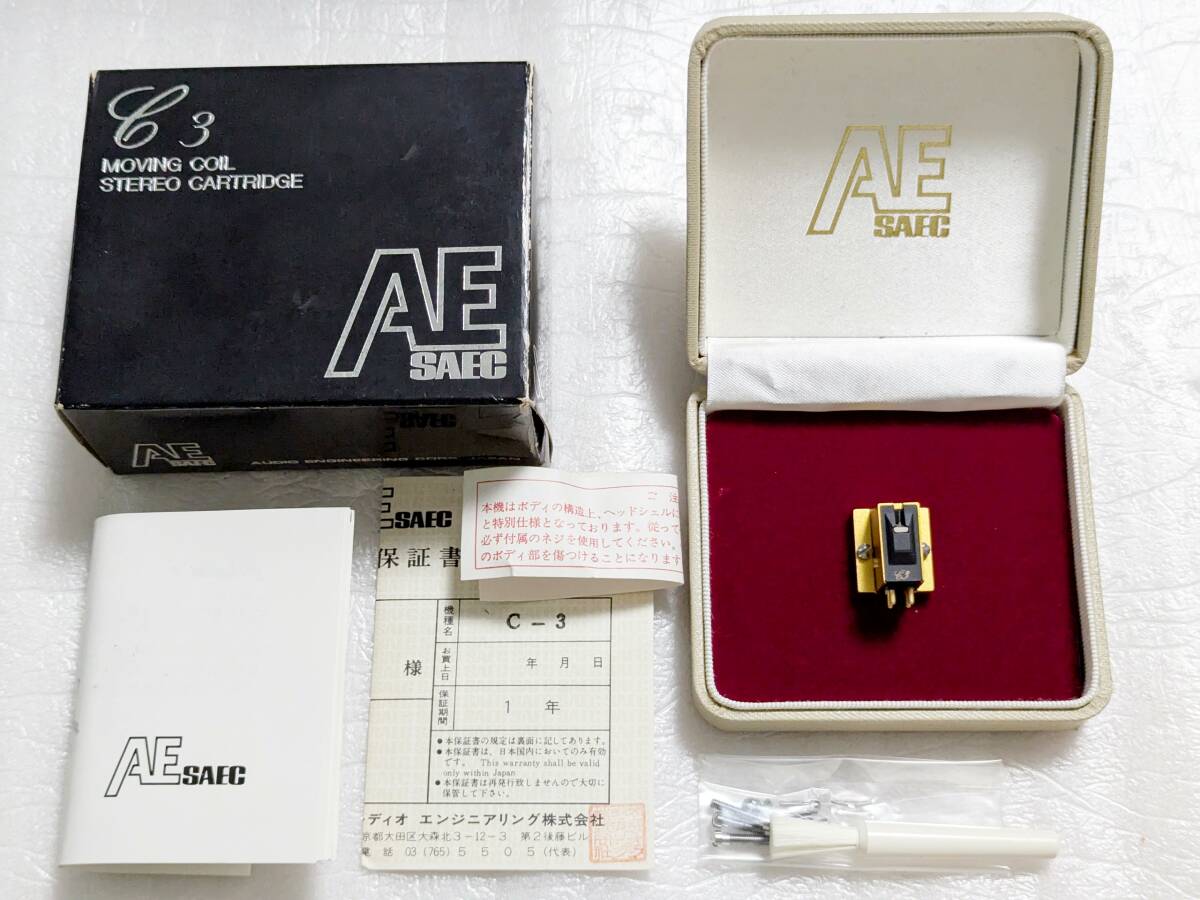 C3
MOVING COIL
STEREO CARTRIDGE
AE
SAEC
AE
SAEC
AUDIO ENGINEERING CORP. JAPAN
SAEC
AE
SAEC
AE SAEC
SAEC
保証書
機種名
C-3
様
お買上日
年 月 日
保証期間
1 年
●本保証書の規定は裏面に記してあります。
●本保証書は、日本国内においてのみ有効
です。 This warranty shall be valid
only within Japan
●本保証書は再発行致しませんので大切に
保管して下さい。
ーディオ エンジニアリング株式会社
京都大田区大森北3-12-3 第2後藤ビル
電話 03 (765) 5505 (代表)
ご注
本機はボディの構造上、ヘッドシェルに
と特別仕様となっております。従って
必ず付属のネジを使用してください。
のボディ部を傷つけることになります